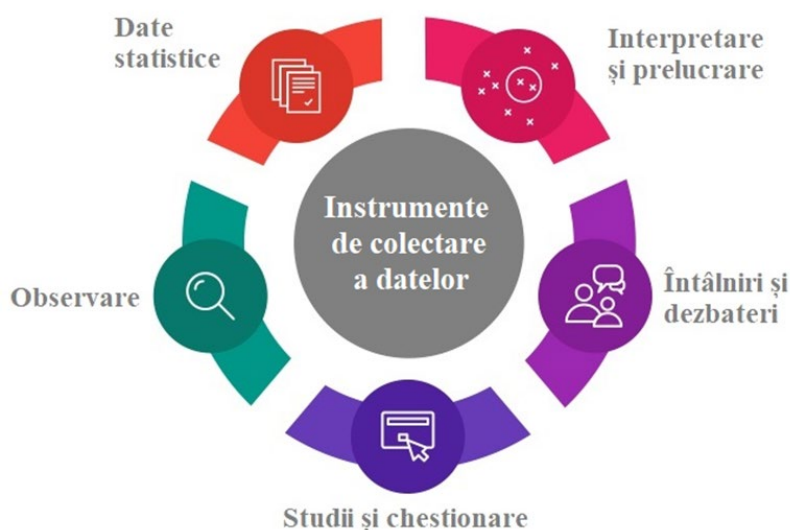 Date
statistice
Interpretare
și prelucrare
Instrumente
de colectare
a datelor
Observare
Întâlniri și
dezbateri
Studii și chestionare